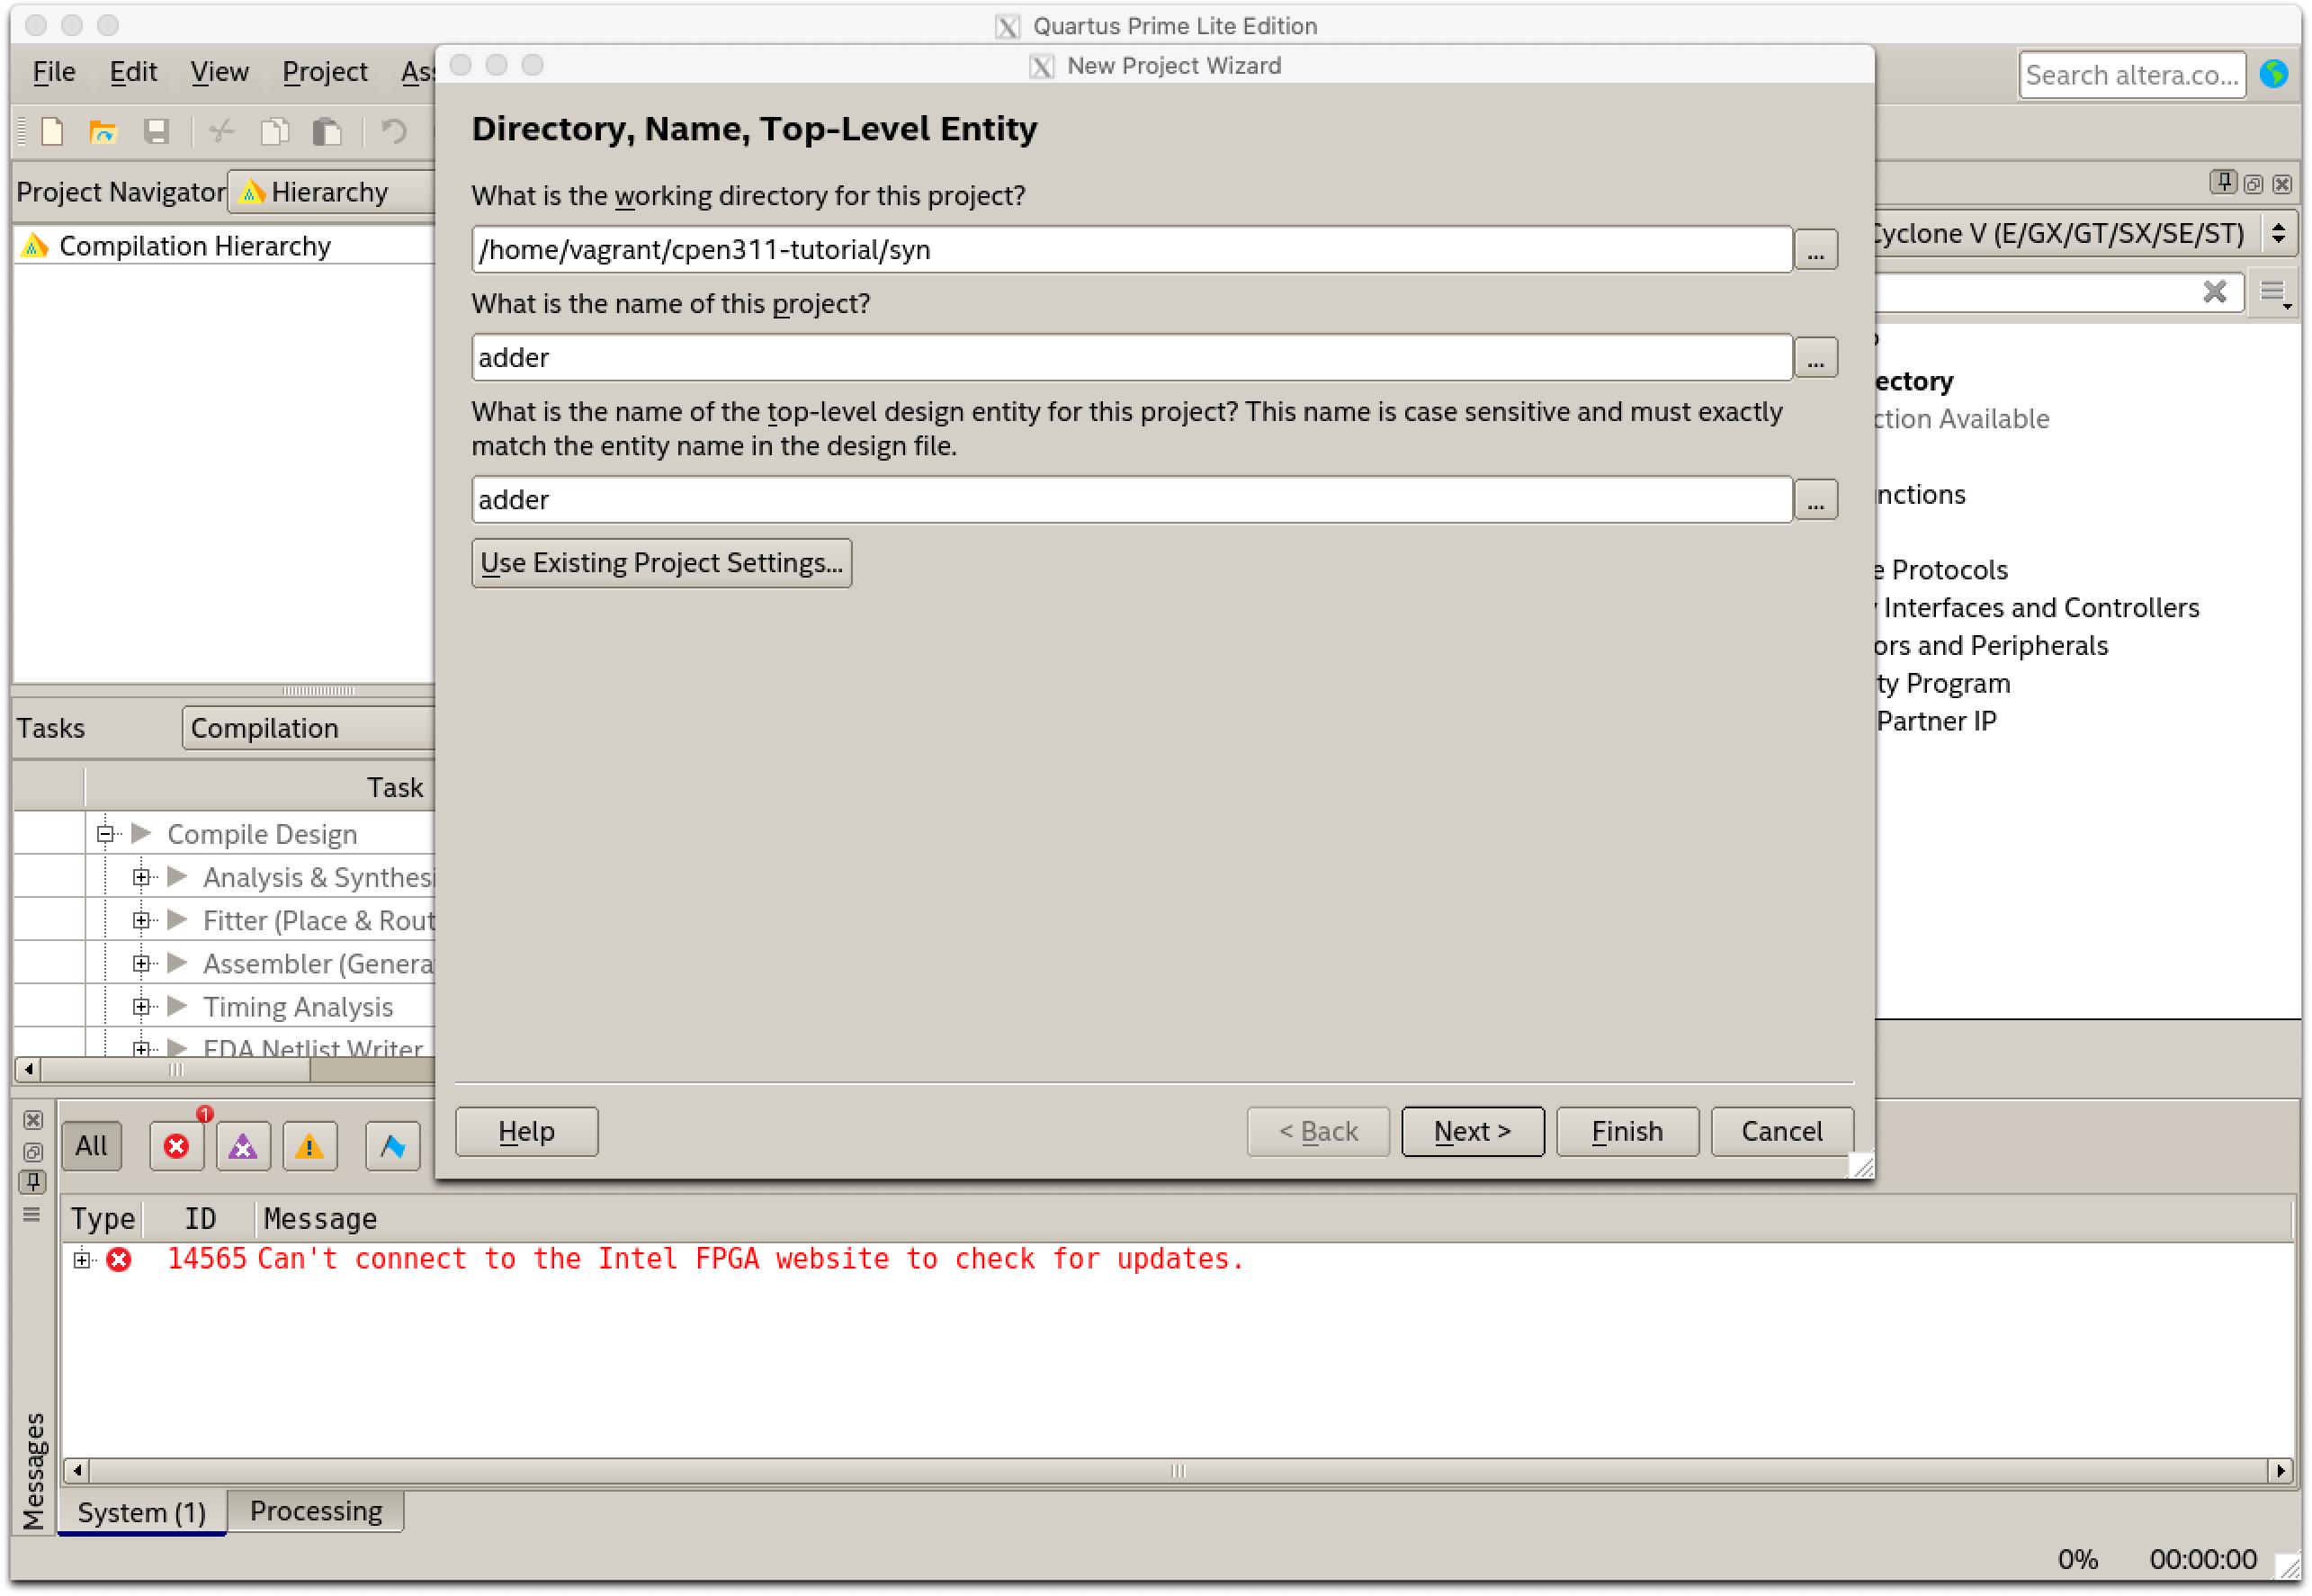 Quartus Prime Lite Edition
File Edit View Project
Search altera.co...
New Project Wizard
Directory, Name, Top-Level Entity
What is the working directory for this project?
/home/vagrant/cpen311-tutorial/syn
...
What is the name of this project?
adder
...
What is the name of the top-level design entity for this project? This name is case sensitive and must exactly
match the entity name in the design file.
adder
...
Use Existing Project Settings...
Help
< Back
Next >
Finish
Cancel
Project Navigator
Hierarchy
Compilation Hierarchy
Cyclone V (E/GX/GT/SX/SE/ST)
ectory
ction Available
nctions
e Protocols
Interfaces and Controllers
ors and Peripherals
ty Program
Partner IP
Tasks
Compilation
Task
Compile Design
Analysis & Synthesi
Fitter (Place & Rout
Assembler (Genera
Timing Analysis
EDA Netlist Writer
All
1
Type ID Message
14565 Can't connect to the Intel FPGA website to check for updates.
Messages
System (1)
Processing
0% 00:00:00